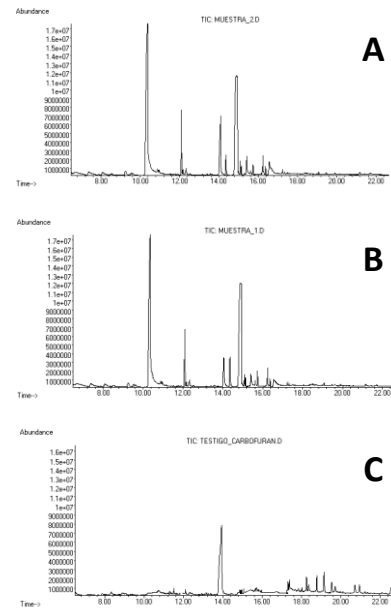 Abundance
TIC: MUESTRA_2.D
A
1.7e+07
1.6e+07
1.5e+07
1.4e+07
1.3e+07
1.2e+07
1.1e+07
1e+07
9000000
8000000
7000000
6000000
5000000
4000000
3000000
2000000
1000000
8.00 10.00 12.00 14.00 16.00 18.00 20.00 22.00
Time->
Abundance
TIC: MUESTRA_1.D
B
1.7e+07
1.6e+07
1.5e+07
1.4e+07
1.3e+07
1.2e+07
1.1e+07
1e+07
9000000
8000000
7000000
6000000
5000000
4000000
3000000
2000000
1000000
8.00 10.00 12.00 14.00 16.00 18.00 20.00 22.00
Time->
Abundance
TIC: TESTIGO_CARBOFURAN.D
C
1.6e+07
1.5e+07
1.4e+07
1.3e+07
1.2e+07
1.1e+07
1e+07
9000000
8000000
7000000
6000000
5000000
4000000
3000000
2000000
1000000
8.00 10.00 12.00 14.00 16.00 18.00 20.00 22.00
Time->